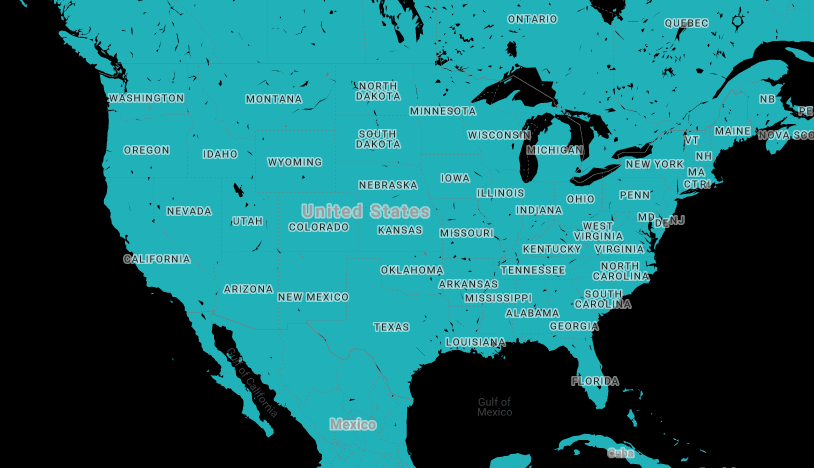 ONTARIO
QUEBEC
WASHINGTON
MONTANA
NORTH
DAKOTA
MINNESOTA
NB
PE
OREGON
IDAHO
WYOMING
SOUTH
DAKOTA
WISCONSIN
MICHIGAN
VT
MAINE
NOVA SCO
NEW YORK
NH
MA
CT
RI
NEBRASKA
IOWA
ILLINOIS
OHIO
PENN
NEVADA
UTAH
United States
COLORADO
KANSAS
MISSOURI
INDIANA
WEST
VIRGINIA
MD
DE
NJ
KENTUCKY
VIRGINIA
CALIFORNIA
ARIZONA
NEW MEXICO
OKLAHOMA
ARKANSAS
TENNESSEE
NORTH
CAROLINA
MISSISSIPPI
SOUTH
CAROLINA
ALABAMA
GEORGIA
TEXAS
LOUISIANA
FLORIDA
Gulf of California
Gulf of
Mexico
Mexico
Cuba